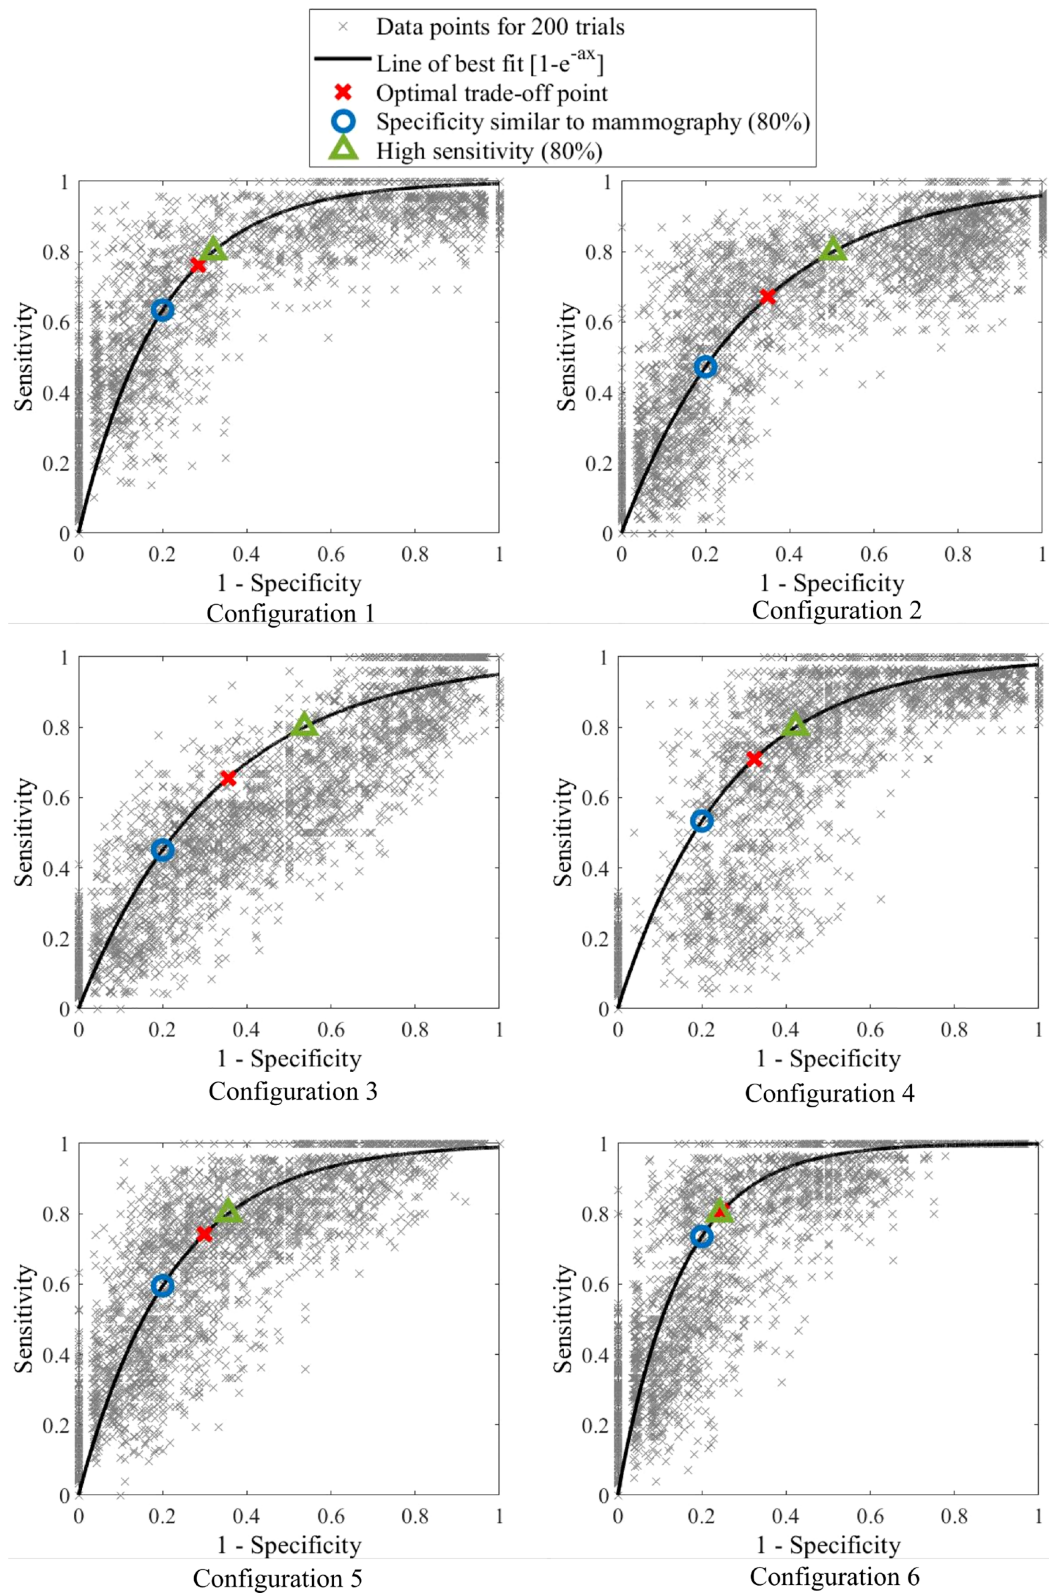 Data points for 200 trials
Line of best fit [1-e^-ax]
Optimal trade-off point
Specificity similar to mammography (80%)
High sensitivity (80%)
1
0.8
0.6
0.4
0.2
0
Sensitivity
0 0.2 0.4 0.6 0.8 1
1 - Specificity
Configuration 1
1
0.8
0.6
0.4
0.2
0
Sensitivity
0 0.2 0.4 0.6 0.8 1
1 - Specificity
Configuration 2
1
0.8
0.6
0.4
0.2
0
Sensitivity
0 0.2 0.4 0.6 0.8 1
1 - Specificity
Configuration 3
1
0.8
0.6
0.4
0.2
0
Sensitivity
0 0.2 0.4 0.6 0.8 1
1 - Specificity
Configuration 4
1
0.8
0.6
0.4
0.2
0
Sensitivity
0 0.2 0.4 0.6 0.8 1
1 - Specificity
Configuration 5
1
0.8
0.6
0.4
0.2
0
Sensitivity
0 0.2 0.4 0.6 0.8 1
1 - Specificity
Configuration 6